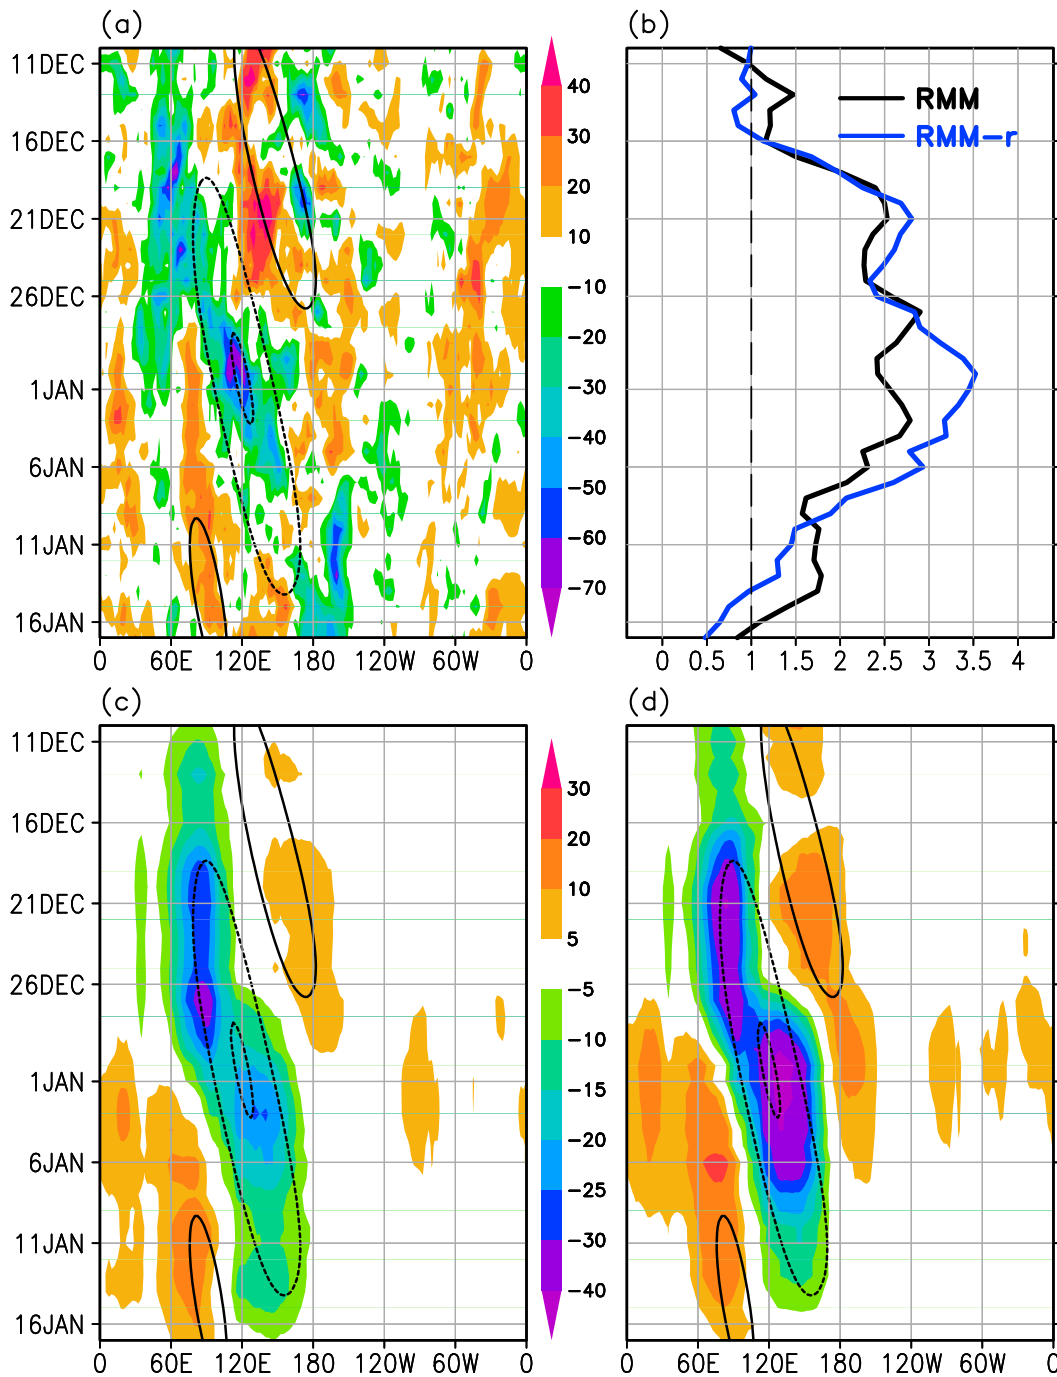 (a)
(b)
11DEC
16DEC
21DEC
26DEC
1JAN
6JAN
11JAN
16JAN
0 60E 120E 180 120W 60W 0
40
30
20
10
-10
-20
-30
-40
-50
-60
-70
RMM
RMM-r
0 0.5 1 1.5 2 2.5 3 3.5 4
(c)
(d)
11DEC
16DEC
21DEC
26DEC
1JAN
6JAN
11JAN
16JAN
0 60E 120E 180 120W 60W 0
30
20
10
5
-5
-10
-15
-20
-25
-30
-40
0 60E 120E 180 120W 60W 0